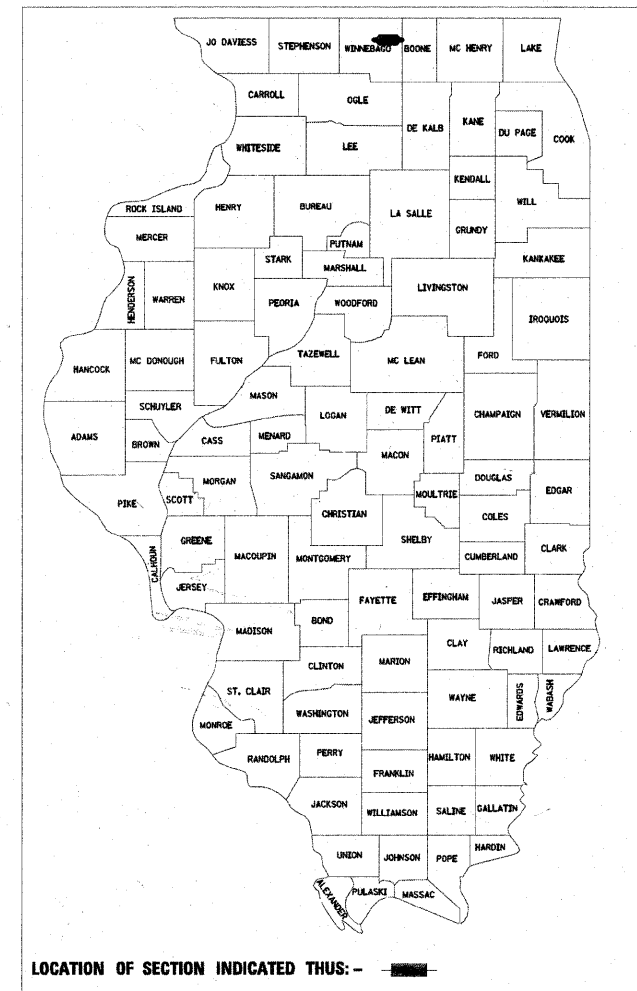 JO DAVIESS
STEPHENSON
WINNEBAGO
BOONE
MC HENRY
LAKE
CARROLL
OGLE
DE KALB
KANE
DU PAGE
COOK
WHITESIDE
LEE
KENDALL
WILL
ROCK ISLAND
HENRY
BUREAU
LA SALLE
GRUNDY
MERCER
PUTNAM
KANKAKEE
STARK
MARSHALL
HENDERSON
WARREN
KNOX
PEORIA
WOODFORD
LIVINGSTON
IROQUOIS
HANCOCK
MC DONOUGH
FULTON
TAZEWELL
MC LEAN
FORD
MASON
SCHUYLER
LOGAN
DE WITT
CHAMPAIGN
VERMILION
ADAMS
BROWN
CASS
MENARD
PIATT
MACON
MORGAN
SANGAMON
DOUGLAS
PIKE
SCOTT
MOULTRIE
EDGAR
CHRISTIAN
COLES
GREENE
SHELBY
CALHOUN
MACOUPIN
MONTGOMERY
CUMBERLAND
CLARK
JERSEY
FAYETTE
EFFINGHAM
JASPER
CRAWFORD
MADISON
BOND
CLAY
RICHLAND
LAWRENCE
CLINTON
MARION
ST. CLAIR
WAYNE
EDWARDS
WABASH
WASHINGTON
JEFFERSON
MONROE
RANDOLPH
PERRY
HAMILTON
WHITE
FRANKLIN
JACKSON
WILLIAMSON
SALINE
GALLATIN
UNION
JOHNSON
POPE
HARDIN
ALEXANDER
PULASKI
MASSAC
LOCATION OF SECTION INDICATED THUS: -